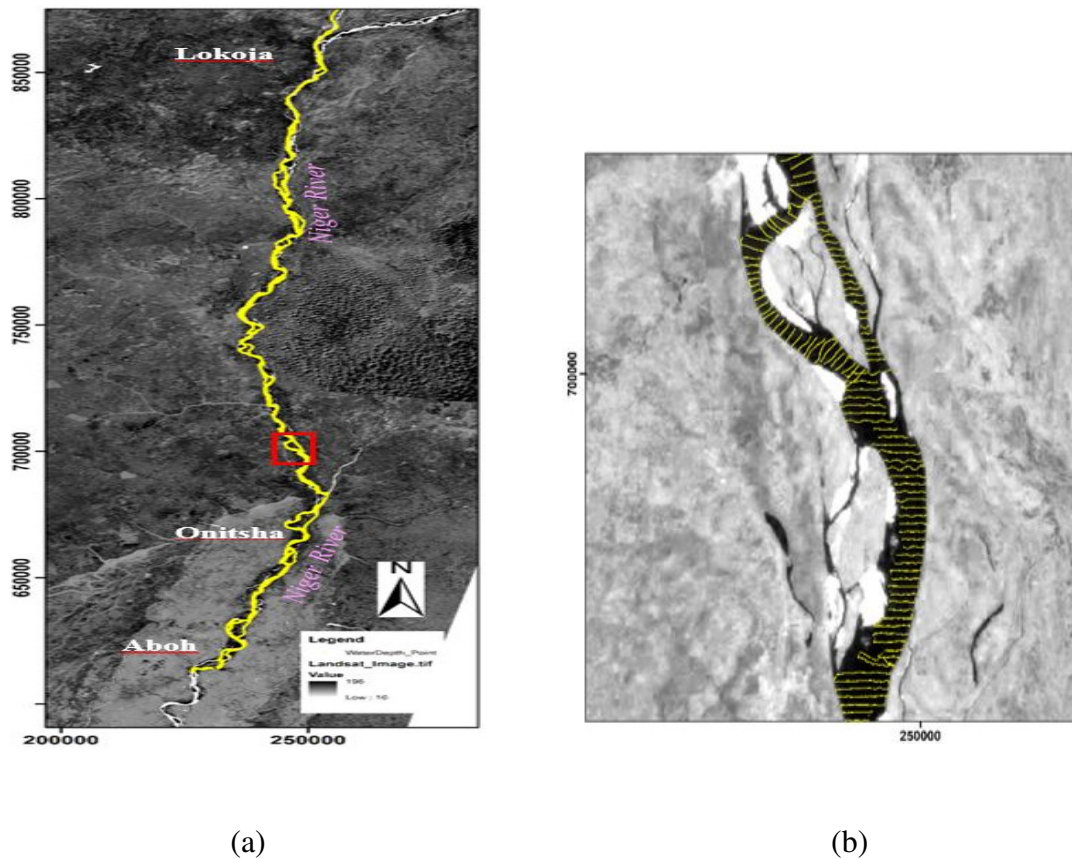 Lokoja
850000
Niger River
800000
750000
700000
Onitsha
650000
Niger River
N
Aboh
Legend
WaterDepth_Point
Landsat_Image.tif
Value
Low : 10
200000
250000
700000
250000
(a)
(b)